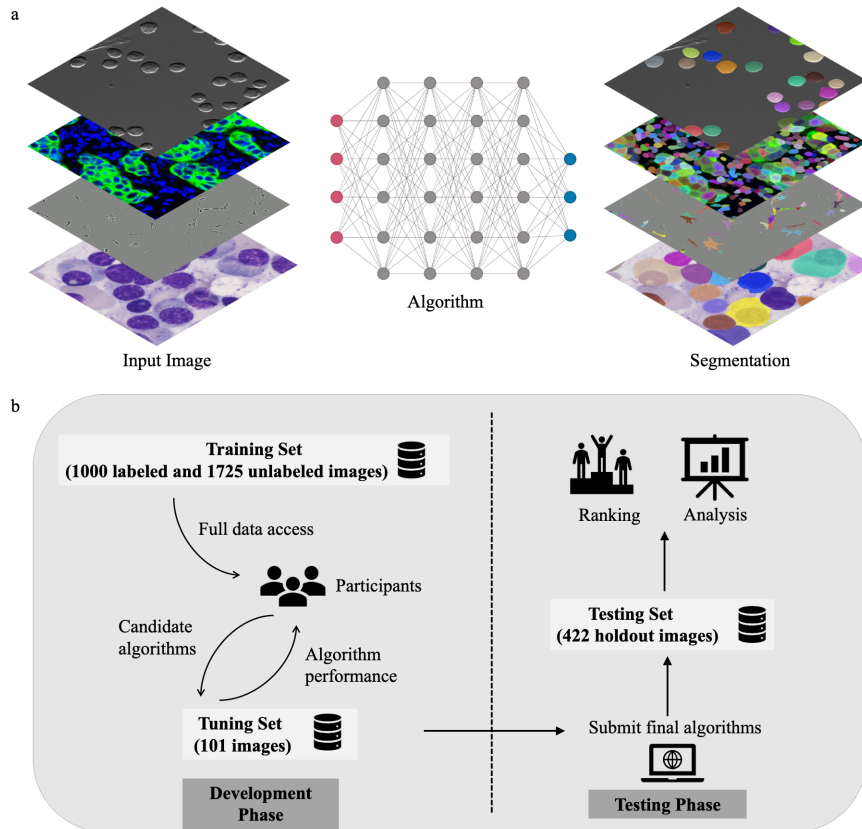 a
Algorithm
Input Image
Segmentation
b
Training Set
(1000 labeled and 1725 unlabeled images)
Full data access
Participants
Candidate
algorithms
Algorithm
performance
Tuning Set
(101 images)
Development
Phase
Ranking
Analysis
Testing Set
(422 holdout images)
Submit final algorithms
Testing Phase